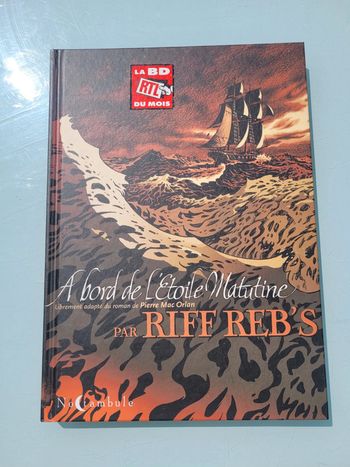 LA BD
RTL
DU MOIS
A bord de L'Etoile Matutine
Librement adapté du roman de Pierre Mac Orlan
PAR RIFF REB'S
Noctambule